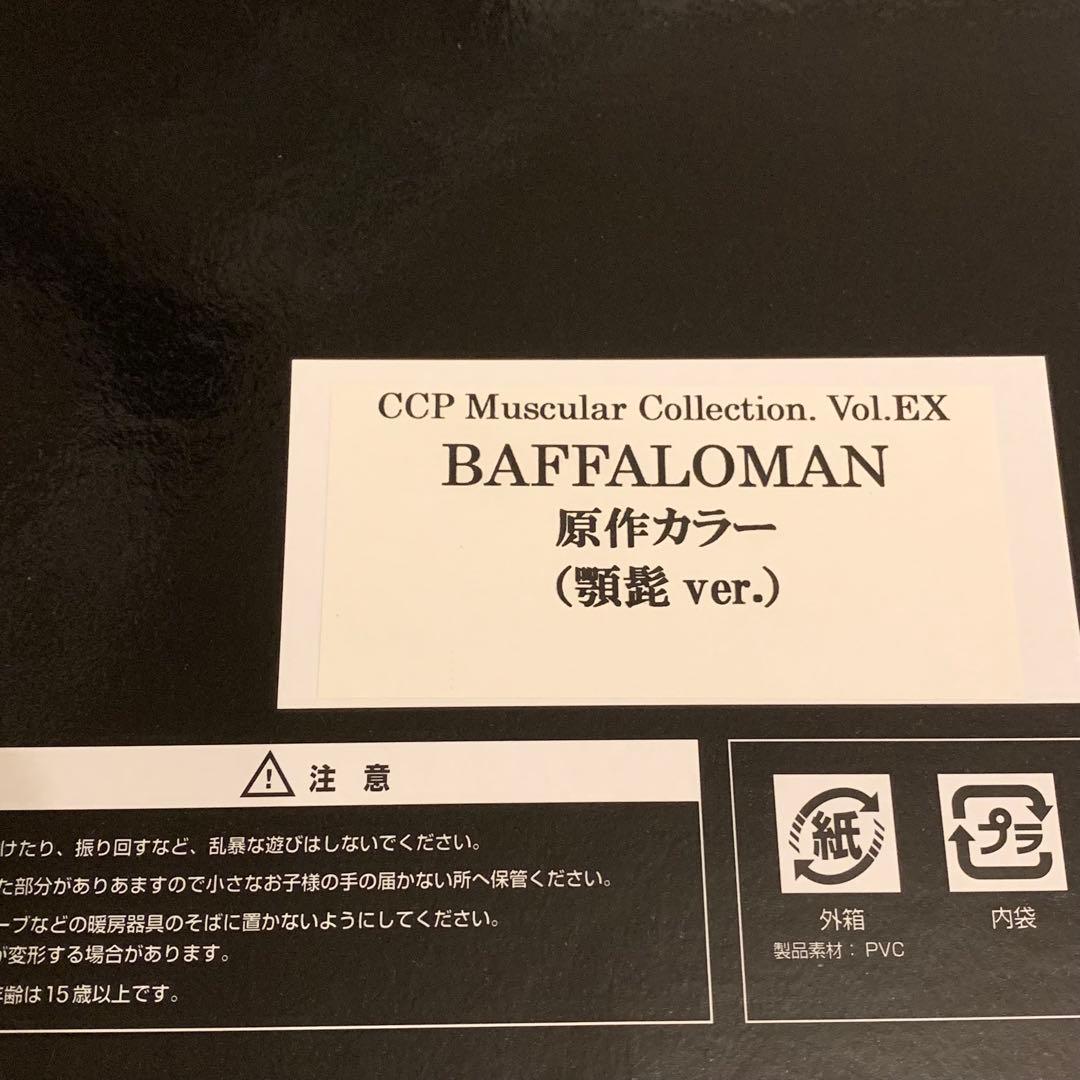 CCP Muscular Collection. Vol.EX
BAFFALOMAN
原作カラー
（顎髭 ver.）
注 意
けたり、振り回すなど、乱暴な遊びはしないでください。
た部分がありあますので小さなお子様の手の届かない所へ保管ください。
ーブなどの暖房器具のそばに置かないようにしてください。
が変形する場合があります。
年齢は15歳以上です。
紙
プラ
外箱
内袋
製品素材： PVC